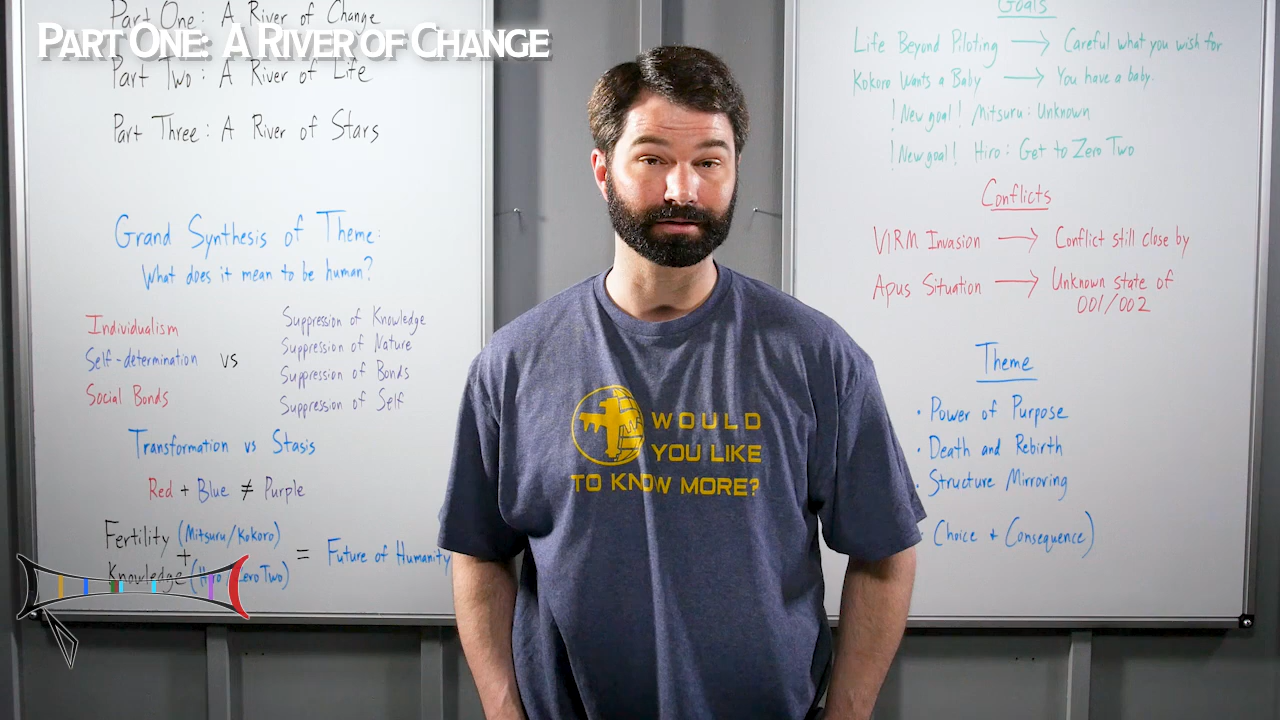 Part One: A River of Change
Part One: A River of Change
Part Two: A River of Life
Part Three: A River of Stars
Grand Synthesis of Theme:
What does it mean to be human?
Individualism
Self-determination
Social Bonds
vs
Suppression of Knowledge
Suppression of Nature
Suppression of Bonds
Suppression of Self
Transformation vs Stasis
Red + Blue ≠ Purple
Fertility (Mitsuru/Kokoro)
+
Knowledge (Hiro/Zero Two)
= Future of Humanity
WOULD
YOU LIKE
TO KNOW MORE?
Goals
Life Beyond Piloting → Careful what you wish for
Kokoro Wants a Baby → You have a baby.
! New goal! Mitsuru: Unknown
! New goal! Hiro: Get to Zero Two
Conflicts
VIRM Invasion → Conflict still close by
Apus Situation → Unknown state of
001/002
Theme
• Power of Purpose
• Death and Rebirth
• Structure Mirroring
(Choice + Consequence)